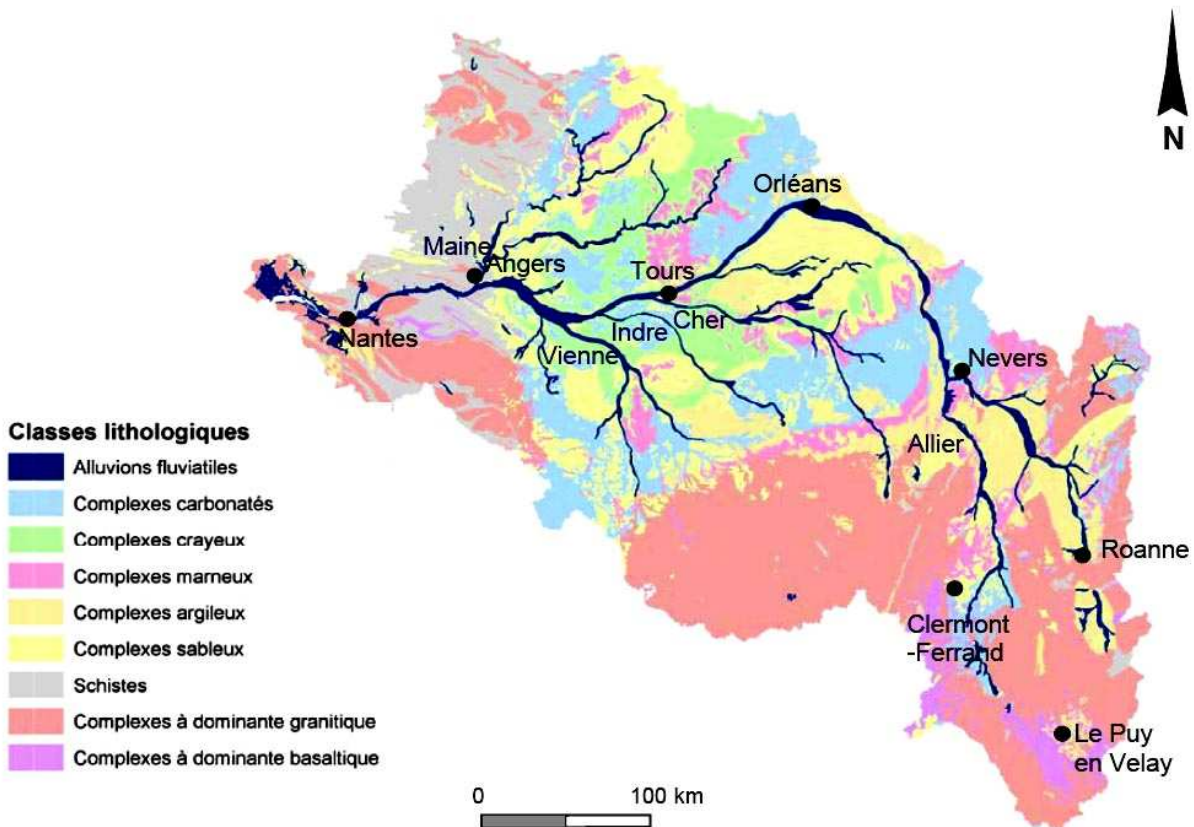 N
Orléans
Maine
Angers
Tours
Nantes
Indre
Cher
Vienne
Nevers
Allier
Roanne
Clermont
-Ferrand
Le Puy
en Velay
Classes lithologiques
Alluvions fluviatiles
Complexes carbonatés
Complexes crayeux
Complexes marneux
Complexes argileux
Complexes sableux
Schistes
Complexes à dominante granitique
Complexes à dominante basaltique
0 100 km